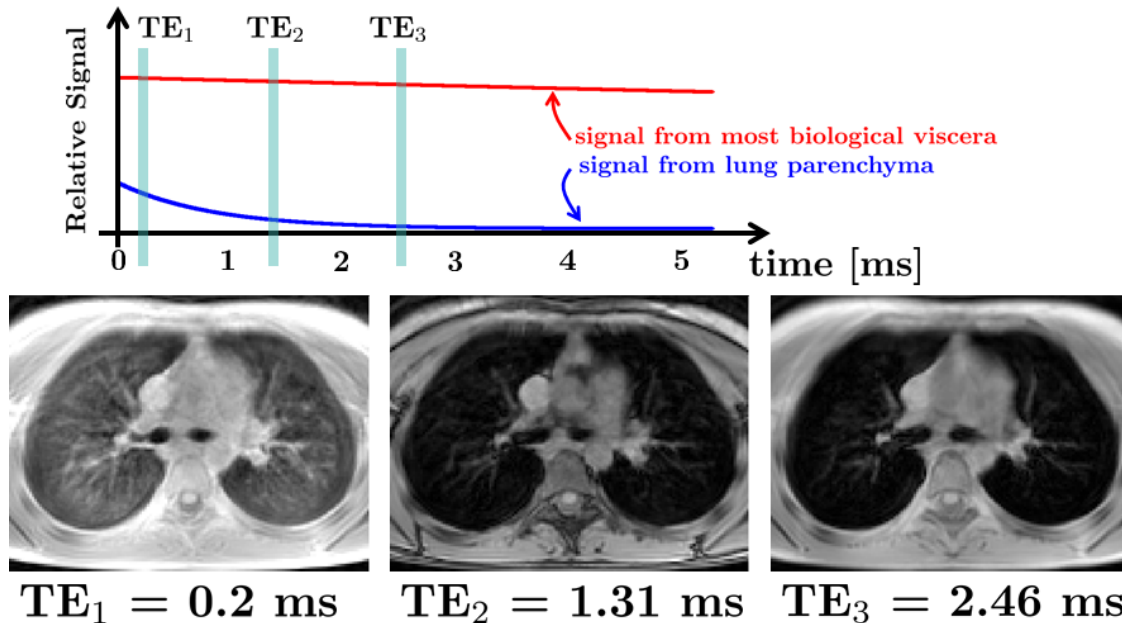 TE₁ TE₂ TE₃
Relative Signal
signal from most biological viscera
signal from lung parenchyma
0 1 2 3 4 5 time [ms]
TE₁ = 0.2 ms TE₂ = 1.31 ms TE₃ = 2.46 ms